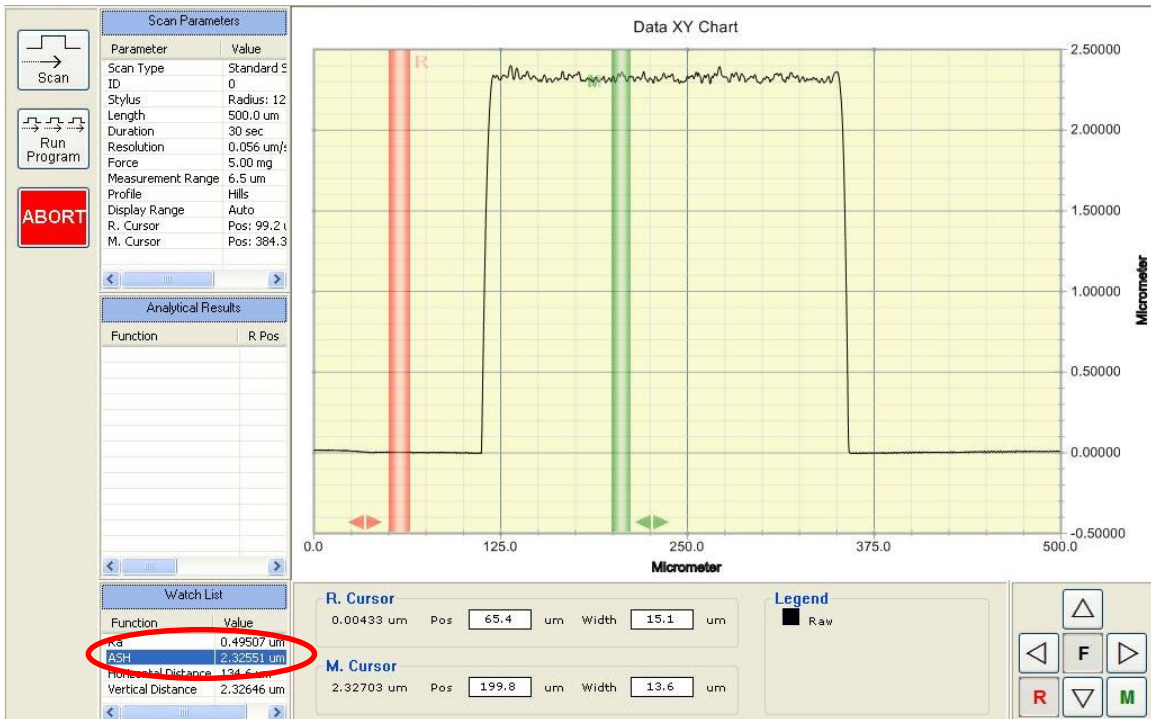 Scan
Run
Program
ABORT
Scan Parameters
Parameter Value
Scan Type Standard S
ID 0
Stylus Radius: 12
Length 500.0 um
Duration 30 sec
Resolution 0.056 um/s
Force 5.00 mg
Measurement Range 6.5 um
Profile Hills
Display Range Auto
R. Cursor Pos: 99.2 u
M. Cursor Pos: 384.3
Analytical Results
Function R Pos
Watch List
Function Value
Ra 0.49507 um
ASH 2.32551 um
Horizontal Distance 134.6 um
Vertical Distance 2.32646 um
Data XY Chart
R
M
2.50000
2.00000
1.50000
1.00000
0.50000
0.00000
-0.50000
Micrometer
0.0 125.0 250.0 375.0 500.0
Micrometer
R. Cursor
0.00433 um Pos 65.4 um Width 15.1 um
M. Cursor
2.32703 um Pos 199.8 um Width 13.6 um
Legend
Raw
F
R M